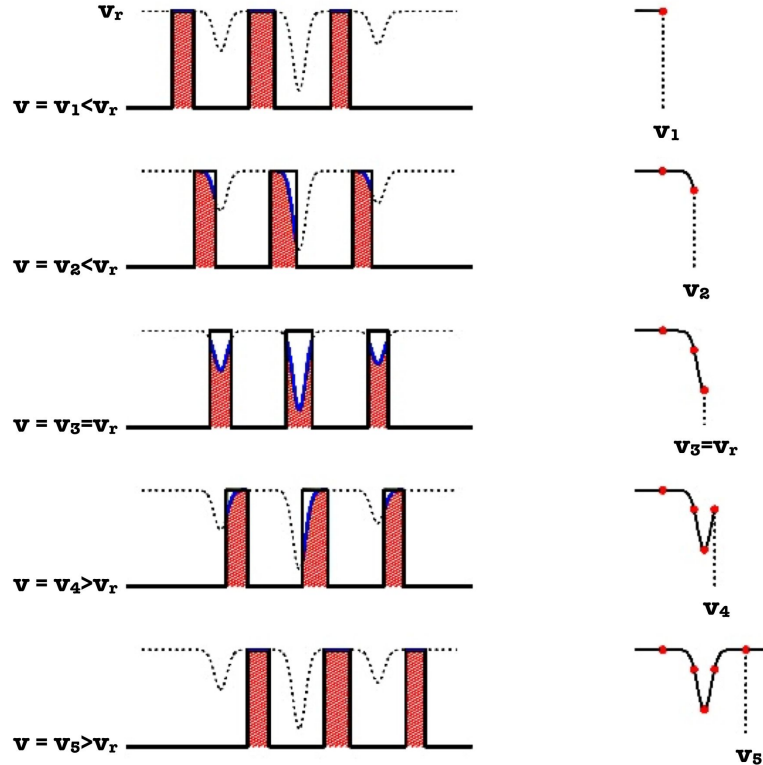 vᵣ
v = v₁<vᵣ
v₁
v = v₂<vᵣ
v₂
v = v₃=vᵣ
v₃=vᵣ
v = v₄>vᵣ
v₄
v = v₅>vᵣ
v₅